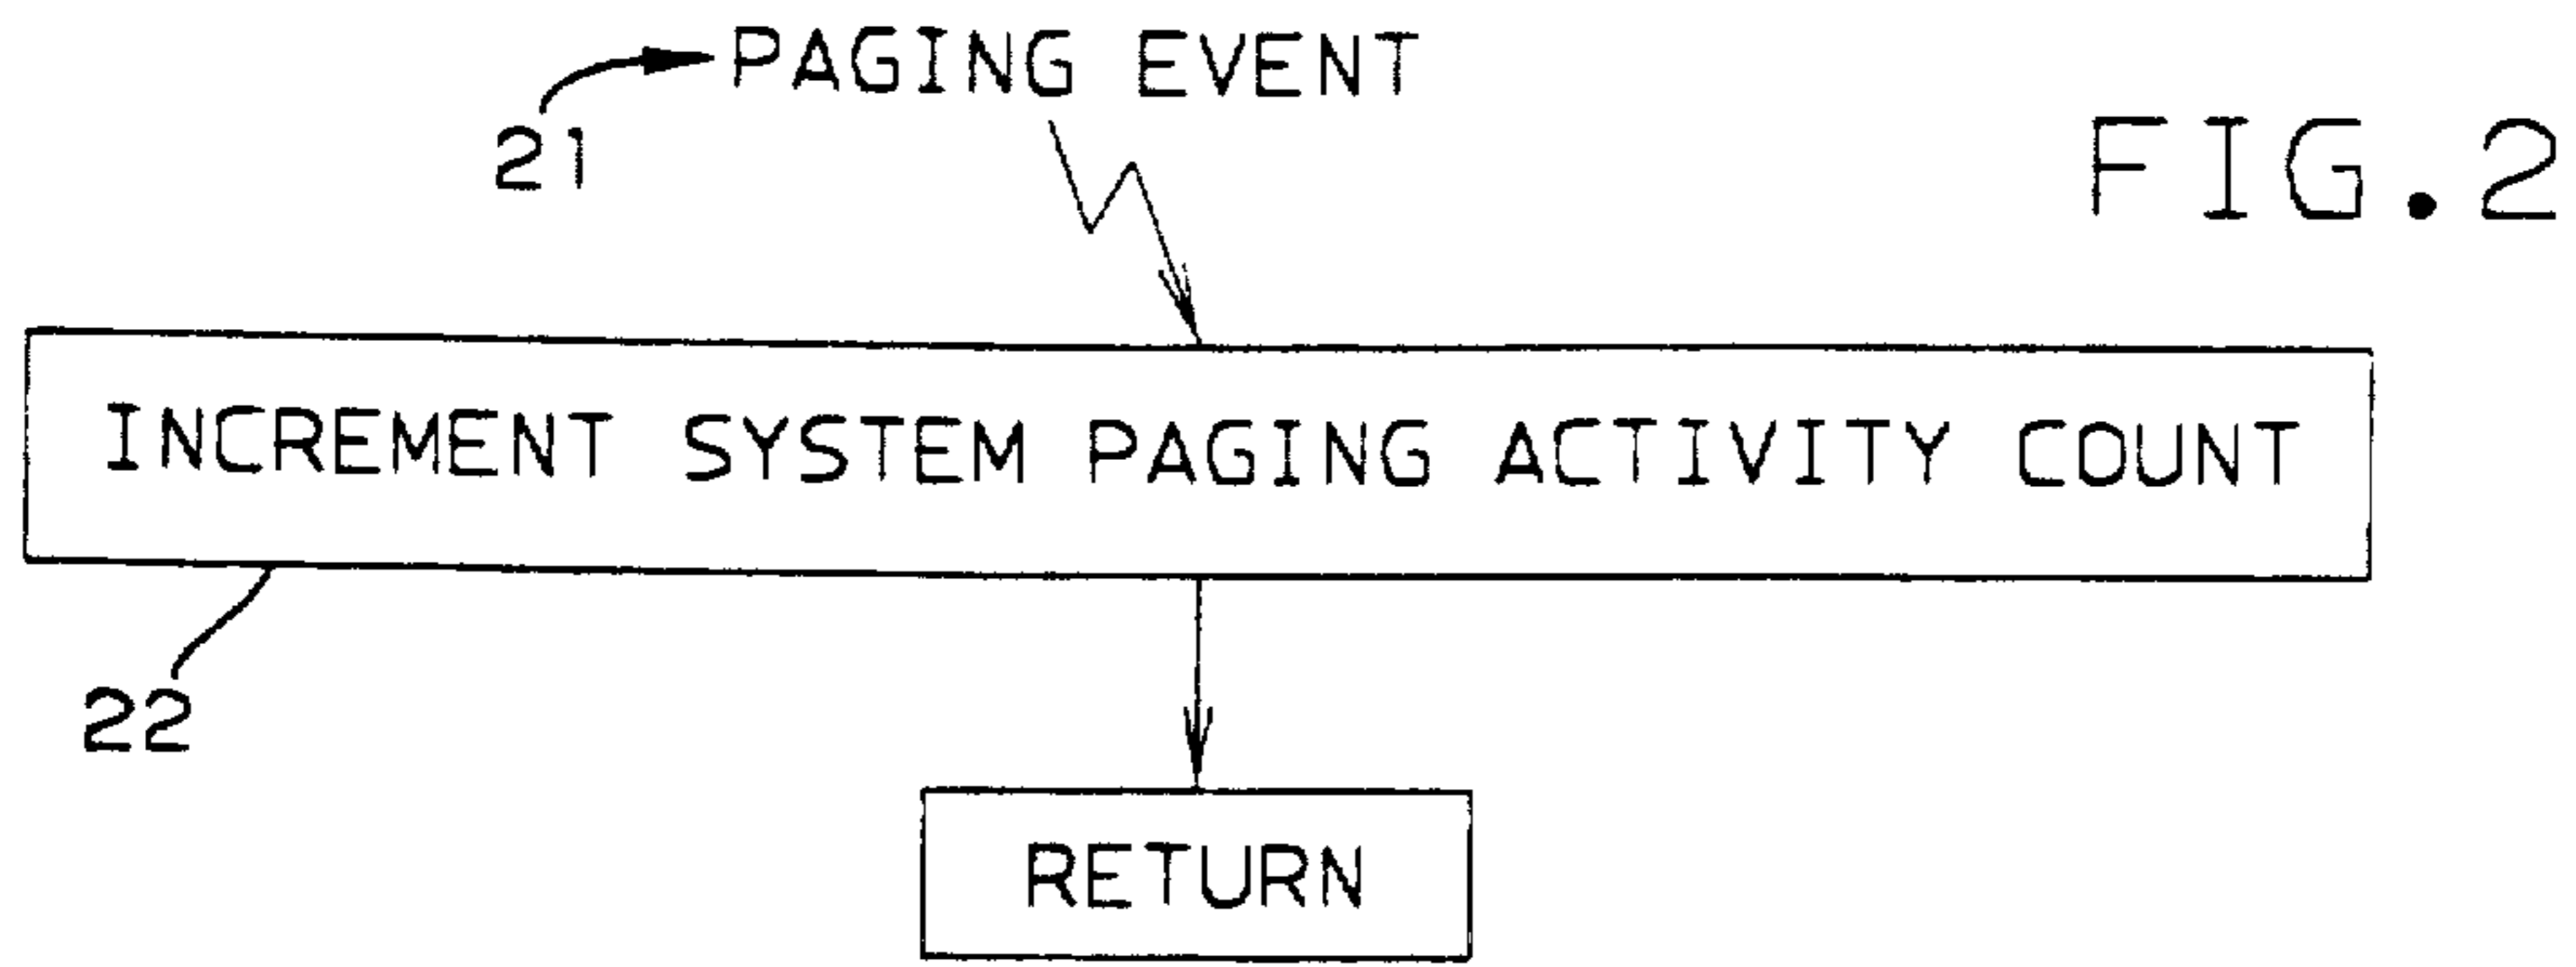 PAGING EVENT
21
FIG.2
INCREMENT SYSTEM PAGING ACTIVITY COUNT
22
RETURN